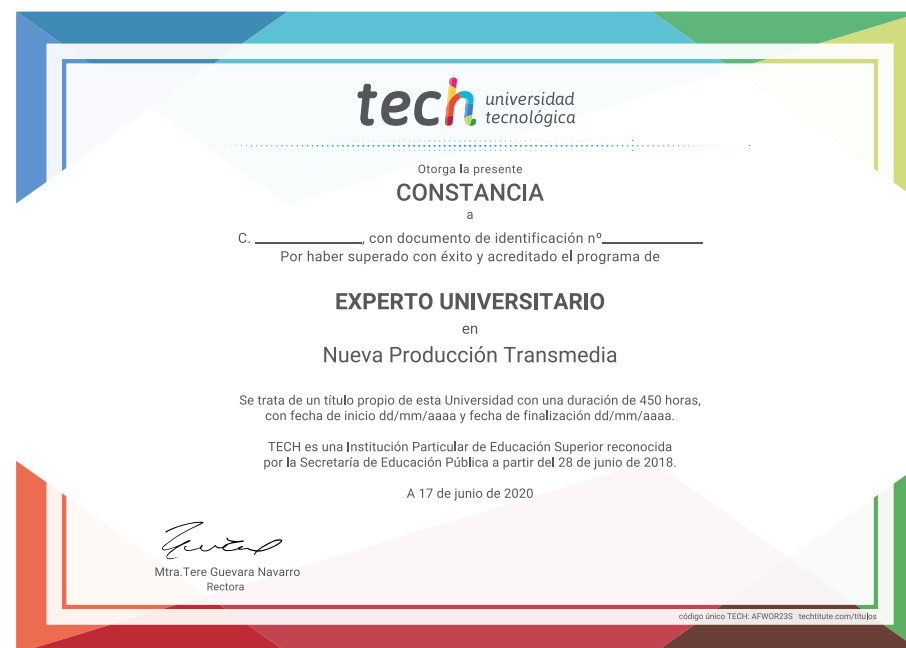 tech universidad
tecnológica
Otorga la presente
CONSTANCIA
a
C. ______________, con documento de identificación nº_____________
Por haber superado con éxito y acreditado el programa de
EXPERTO UNIVERSITARIO
en
Nueva Producción Transmedia
Se trata de un título propio de esta Universidad con una duración de 450 horas,
con fecha de inicio dd/mm/aaaa y fecha de finalización dd/mm/aaaa.
TECH es una Institución Particular de Educación Superior reconocida
por la Secretaría de Educación Pública a partir del 28 de junio de 2018.
A 17 de junio de 2020
Mtra.Tere Guevara Navarro
Rectora
código único TECH: AFWOR23S techtitute.com/titulos